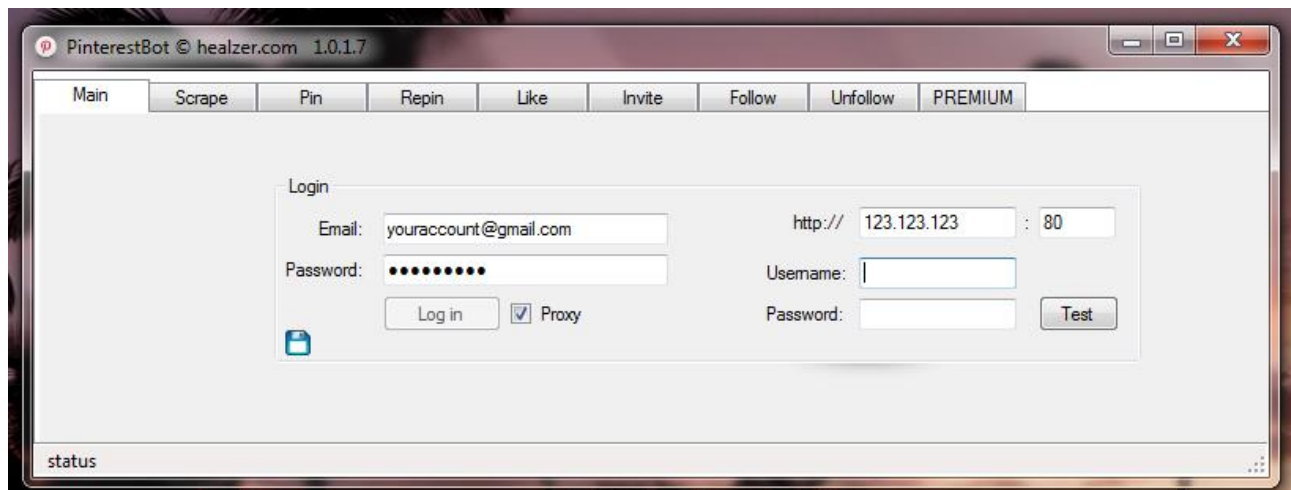 PinterestBot © healzer.com 1.0.1.7
Main Scrape Pin Repin Like Invite Follow Unfollow PREMIUM
Login
Email: youraccount@gmail.com http:// 123.123.123 : 80
Password: ●●●●●●●●● Username:
Log in Proxy Password: Test
status